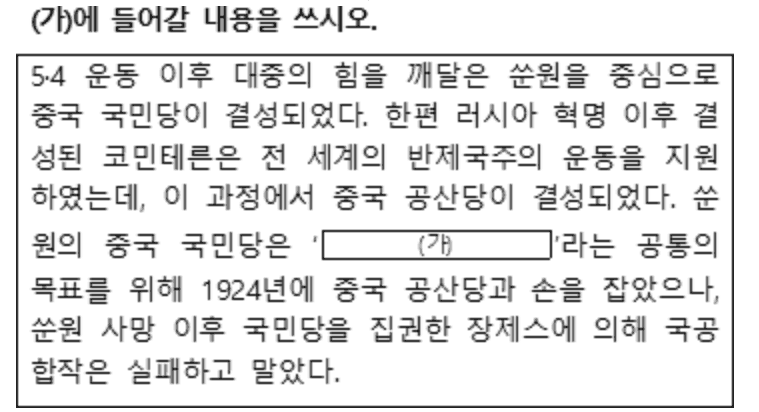 (가)에 들어갈 내용을 쓰시오.
5·4 운동 이후 대중의 힘을 깨달은 쑨원을 중심으로
중국 국민당이 결성되었다. 한편 러시아 혁명 이후 결
성된 코민테른은 전 세계의 반제국주의 운동을 지원
하였는데, 이 과정에서 중국 공산당이 결성되었다. 쑨
원의 중국 국민당은 ‘ (가) ’라는 공통의
목표를 위해 1924년에 중국 공산당과 손을 잡았으나,
쑨원 사망 이후 국민당을 집권한 장제스에 의해 국공
합작은 실패하고 말았다.